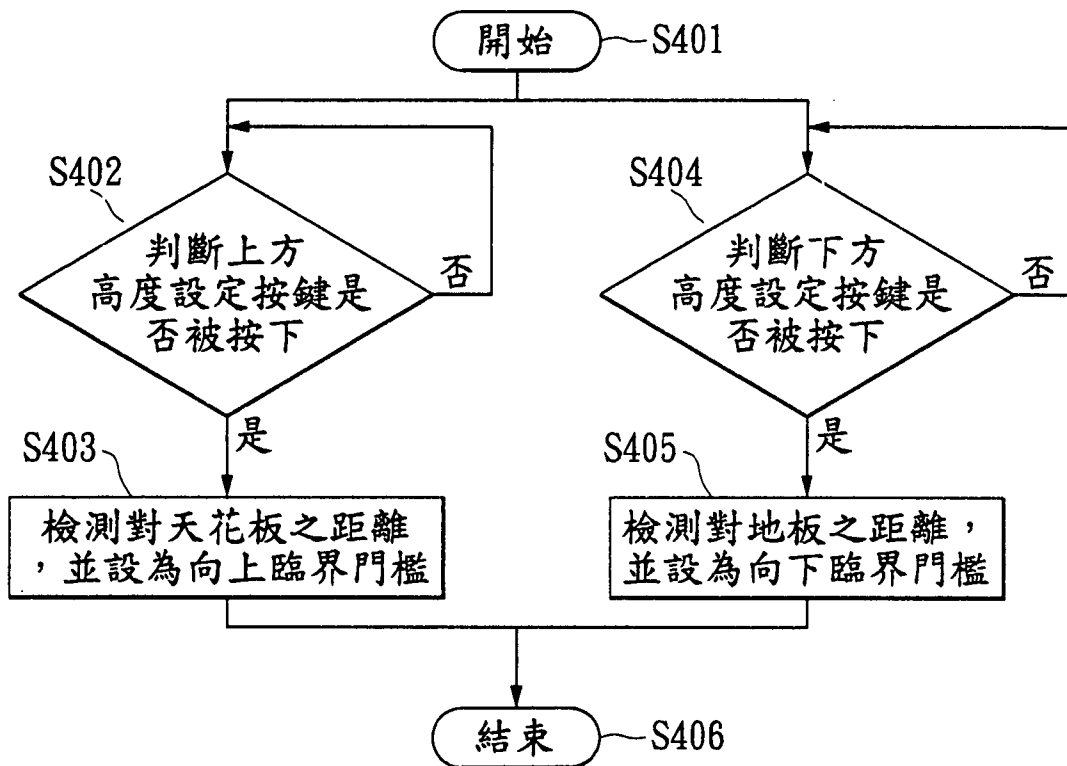 開始
S401
S402
判斷上方
高度設定按鍵是
否被按下
否
是
S403
檢測對天花板之距離
，並設為向上臨界門檻
S404
判斷下方
高度設定按鍵是
否被按下
否
是
S405
檢測對地板之距離，
並設為向下臨界門檻
結束
S406